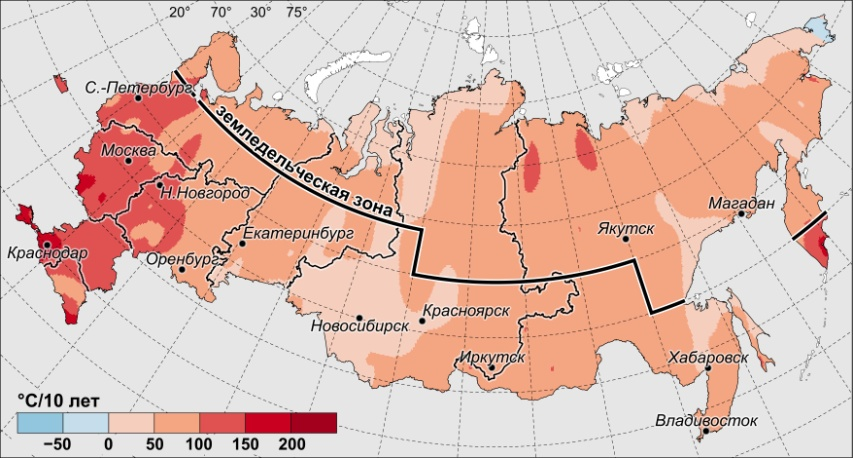 20° 70° 30° 75°
С.-Петербург
земледельческая зона
Москва
Н.Новгород
Магадан
Якутск
Екатеринбург
Краснодар
Оренбург
Красноярск
Новосибирск
Иркутск
Хабаровск
°C/10 лет
Владивосток
−50 0 50 100 150 200